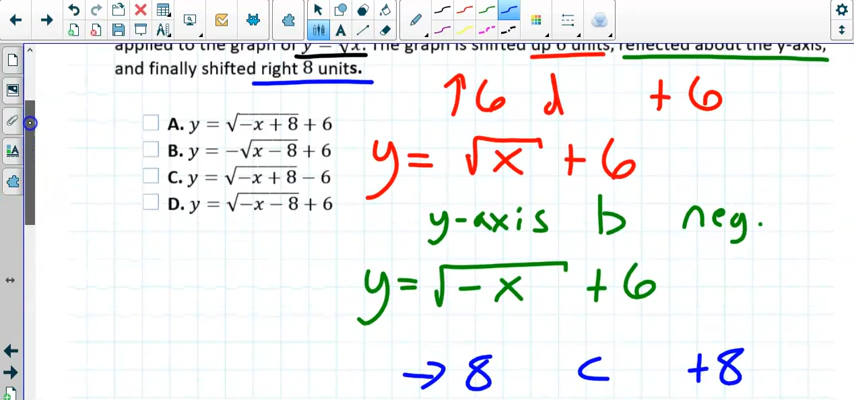 applied to the graph of y = √x. The graph is shifted up 6 units, reflected about the y-axis,
and finally shifted right 8 units.
↑6 d +6
A. y = √(-x + 8) + 6
B. y = -√(x - 8) + 6
C. y = √(-x + 8) - 6
D. y = √(-x - 8) + 6
y = √x + 6
y-axis b neg.
y = √-x + 6
→ 8 c +8